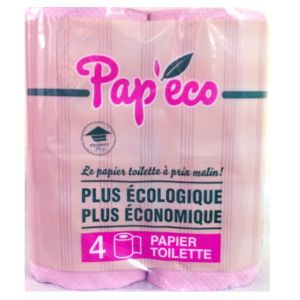 Pap'eco
Le papier toilette à prix malin!
PLUS ÉCOLOGIQUE
PLUS ÉCONOMIQUE
4 PAPIER
TOILETTE